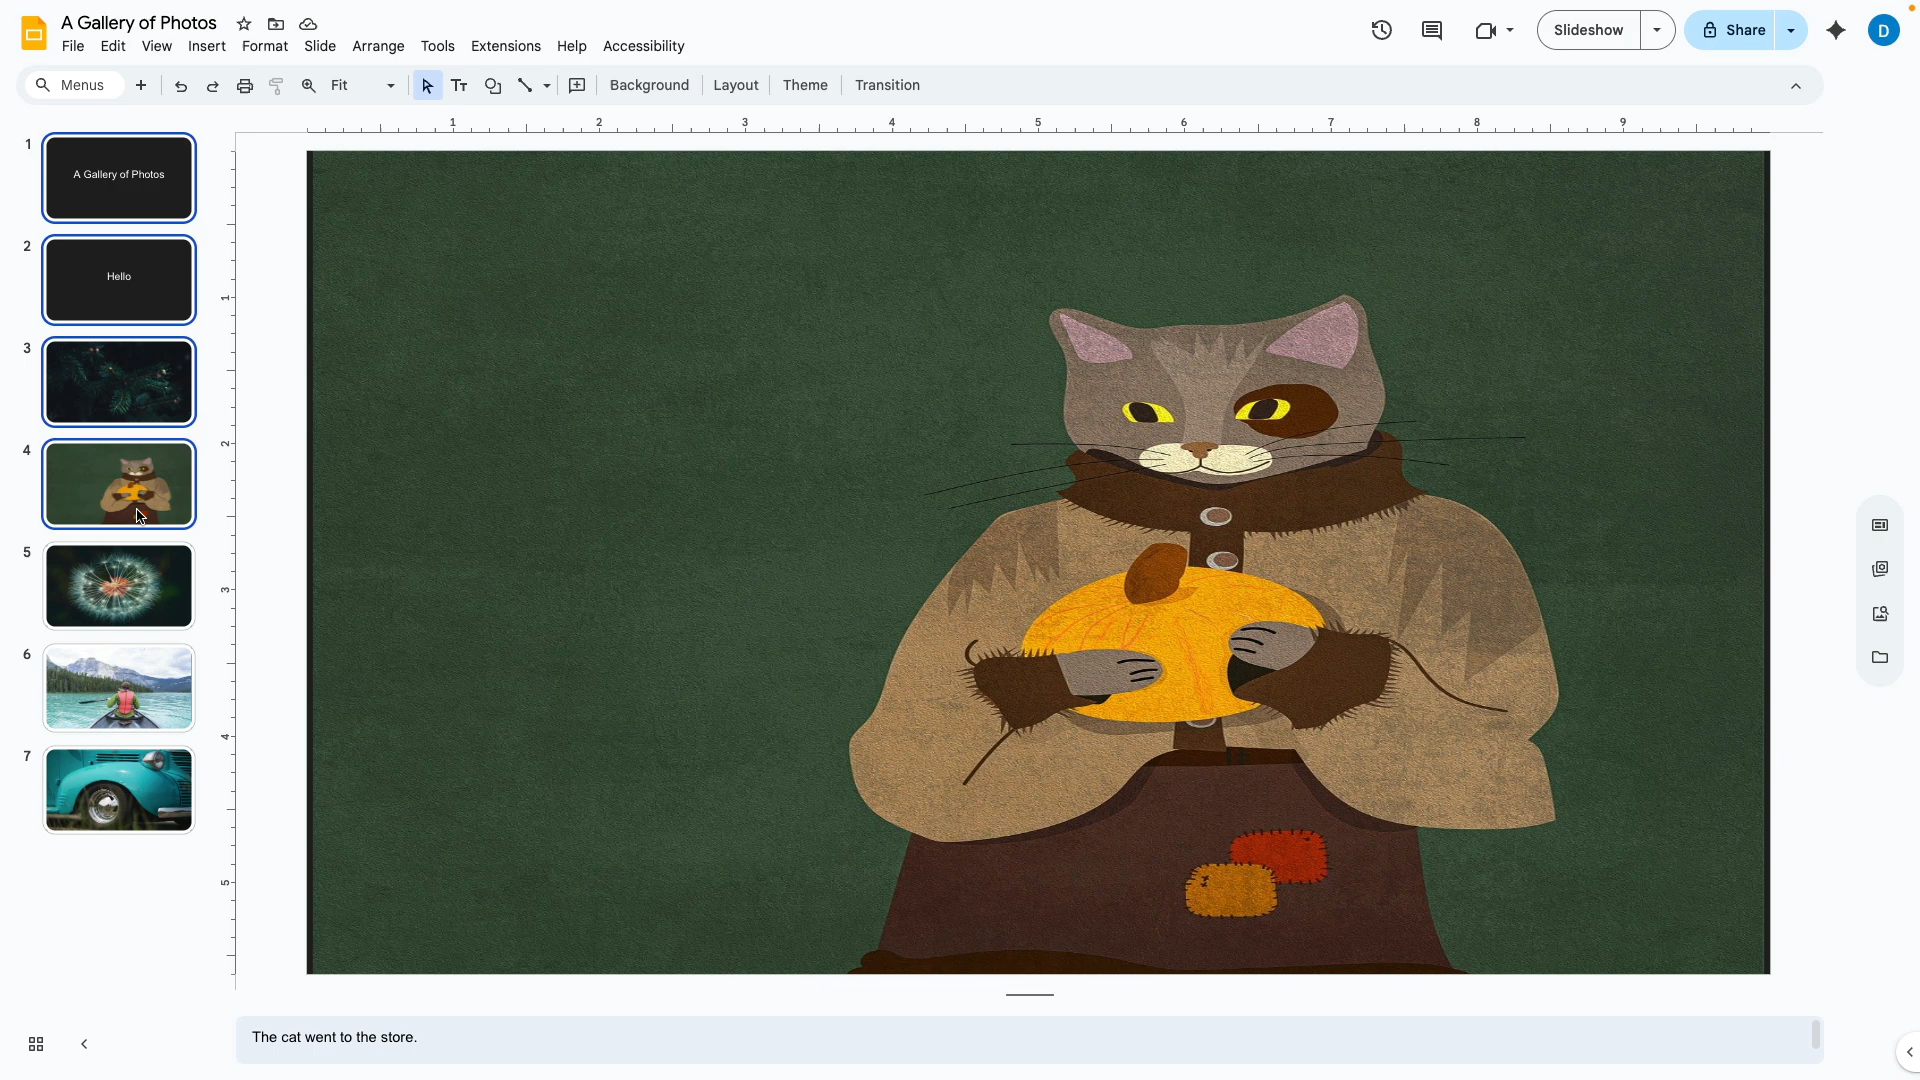 A Gallery of Photos
File Edit View Insert Format Slide Arrange Tools Extensions Help Accessibility
Slideshow
Share
D
Menus
Fit
Background
Layout
Theme
Transition
1 2 3 4 5 6 7 8 9
1
A Gallery of Photos
2
Hello
3
4
5
6
7
1
2
3
4
5
The cat went to the store.